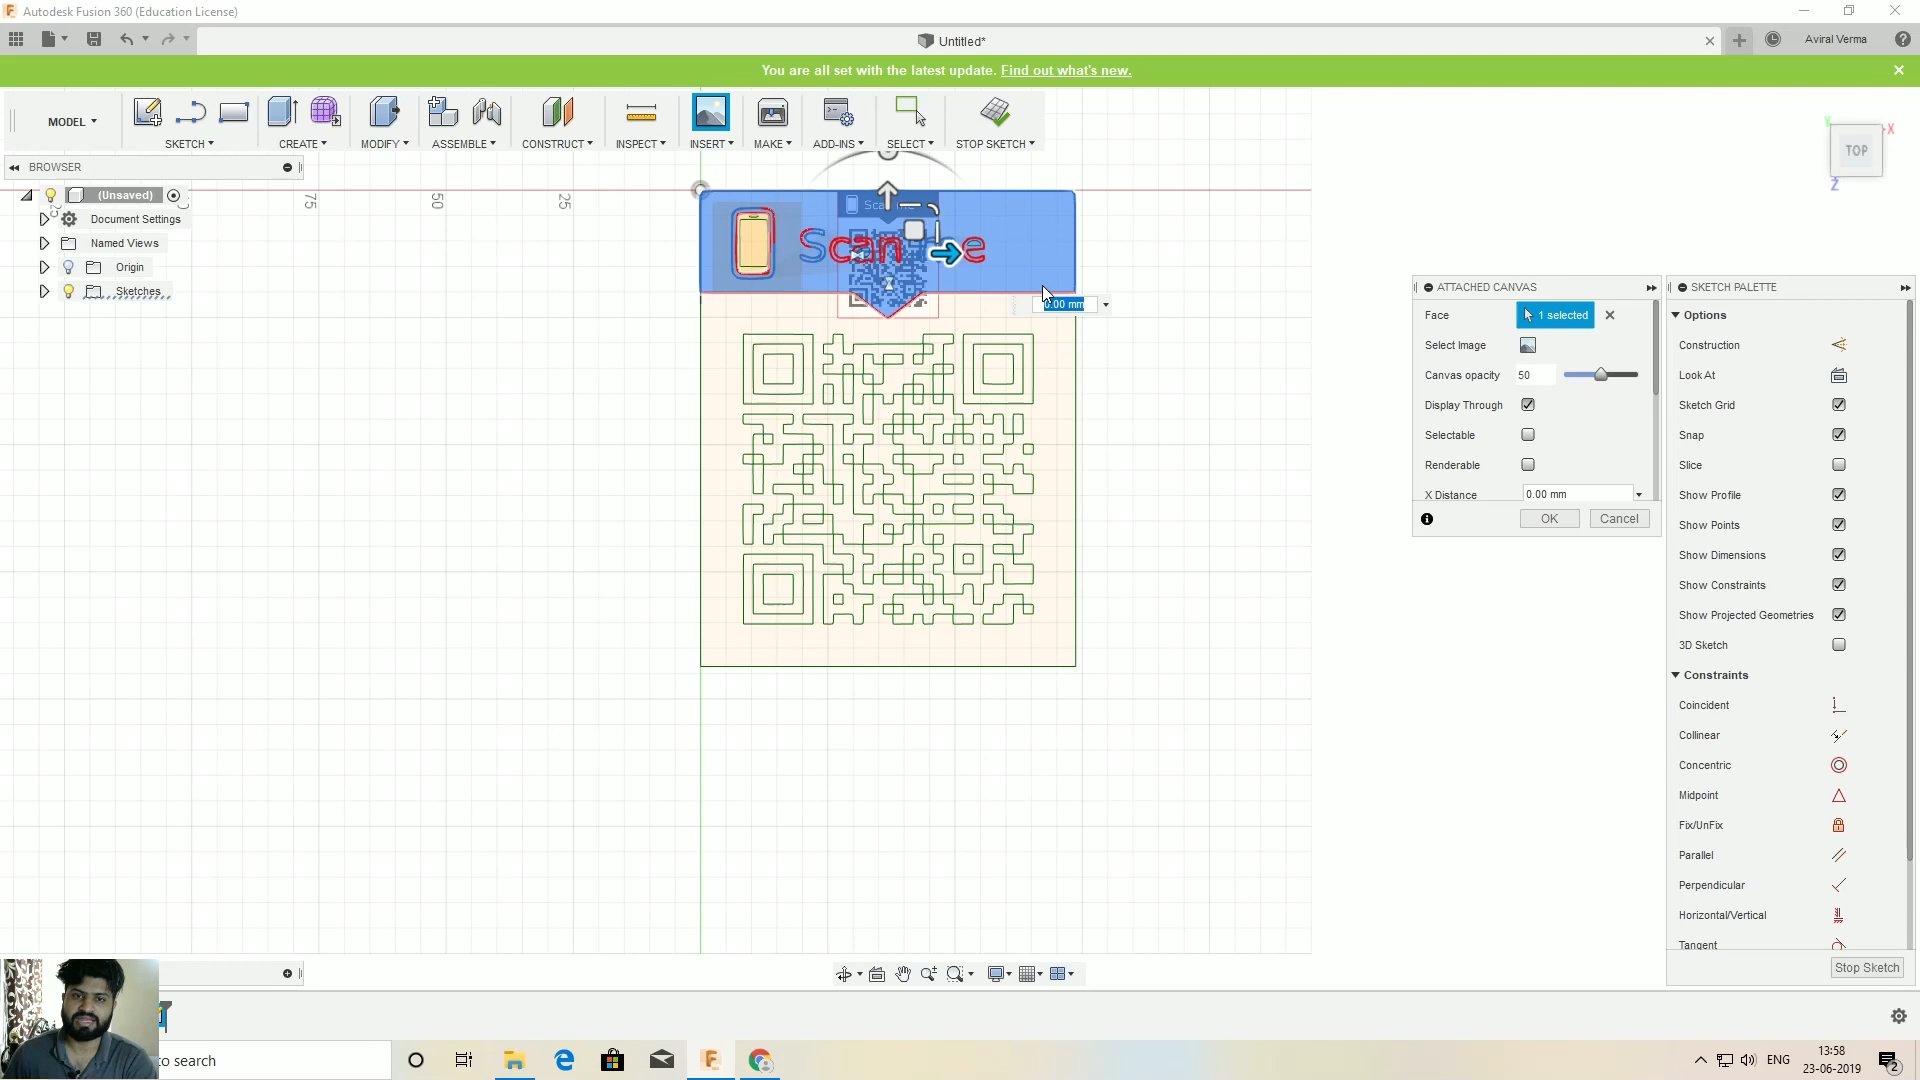 Autodesk Fusion 360 (Education License)
Untitled*
Aviral Verma
You are all set with the latest update. Find out what's new.
MODEL
SKETCH
CREATE
MODIFY
ASSEMBLE
CONSTRUCT
INSPECT
INSERT
MAKE
ADD-INS
SELECT
STOP SKETCH
BROWSER
(Unsaved)
Document Settings
Named Views
Origin
Sketches
75
50
25
TOP
X
Y
Z
Scan
e
0.00 mm
ATTACHED CANVAS
Face
1 selected
Select Image
Canvas opacity
50
Display Through
Selectable
Renderable
X Distance
0.00 mm
OK
Cancel
SKETCH PALETTE
Options
Construction
Look At
Sketch Grid
Snap
Slice
Show Profile
Show Points
Show Dimensions
Show Constraints
Show Projected Geometries
3D Sketch
Constraints
Coincident
Collinear
Concentric
Midpoint
Fix/UnFix
Parallel
Perpendicular
Horizontal/Vertical
Tangent
Stop Sketch
to search
ENG
13:58
23-06-2019
2